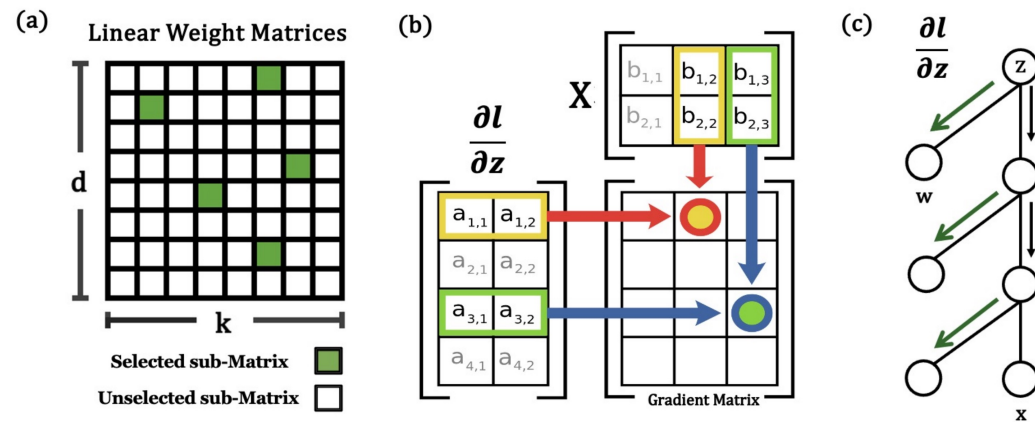 (a)
Linear Weight Matrices
d
k
Selected sub-Matrix
Unselected sub-Matrix
(b)
X
b1,1 b1,2 b1,3
b2,1 b2,2 b2,3
∂l
∂z
a1,1 a1,2
a2,1 a2,2
a3,1 a3,2
a4,1 a4,2
Gradient Matrix
(c)
∂l
∂z
z
w
x